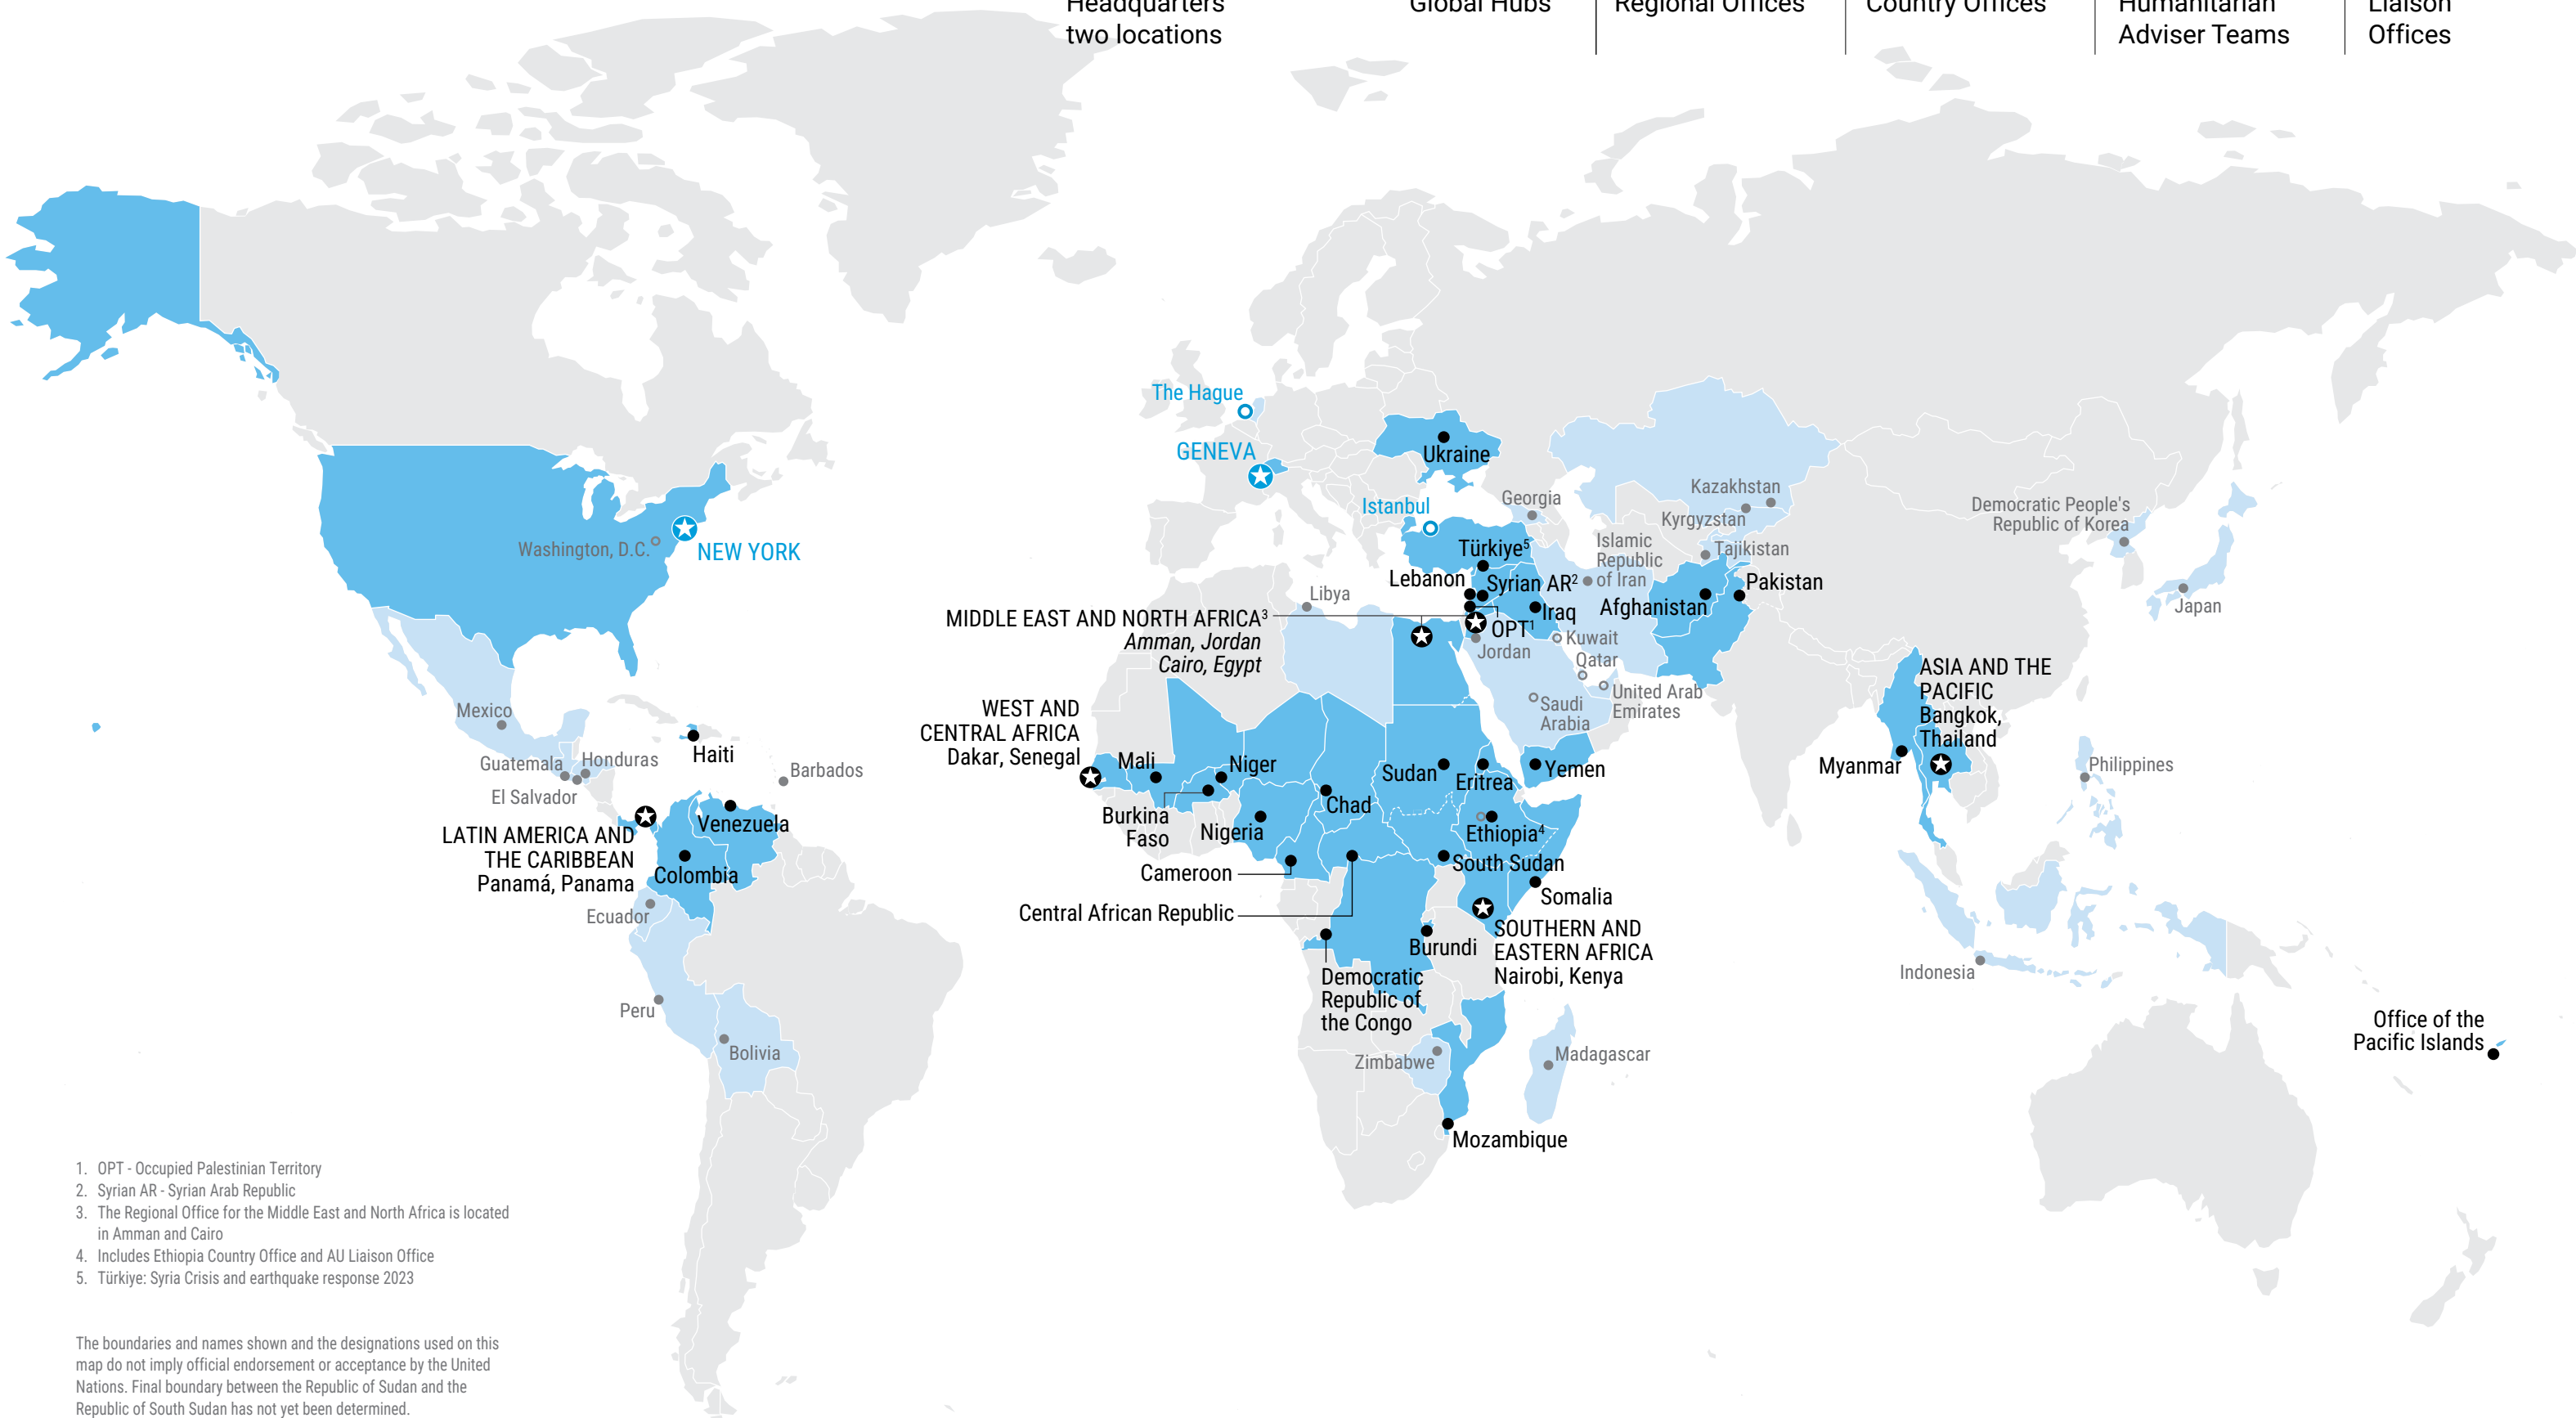 Headquarters
two locations
Global Hubs
Regional Offices
Country Offices
Humanitarian
Adviser Teams
Liaison
Offices
The Hague
GENEVA
Ukraine
Istanbul
Georgia
Kazakhstan
Kyrgyzstan
Tajikistan
Democratic People's
Republic of Korea
Japan
Washington, D.C.
NEW YORK
Türkiye5
Lebanon
Syrian AR2
Islamic
Republic
of Iran
Pakistan
Afghanistan
Iraq
OPT1
Libya
MIDDLE EAST AND NORTH AFRICA3
Amman, Jordan
Cairo, Egypt
Jordan
Kuwait
Qatar
United Arab
Emirates
Saudi
Arabia
ASIA AND THE
PACIFIC
Bangkok,
Thailand
Myanmar
Philippines
Mexico
Haiti
Guatemala
Honduras
El Salvador
Barbados
WEST AND
CENTRAL AFRICA
Dakar, Senegal
Mali
Niger
Sudan
Eritrea
Yemen
Burkina
Faso
Chad
Nigeria
Ethiopia4
LATIN AMERICA AND
THE CARIBBEAN
Panamá, Panama
Venezuela
Colombia
Cameroon
South Sudan
Somalia
Central African Republic
Ecuador
Burundi
SOUTHERN AND
EASTERN AFRICA
Nairobi, Kenya
Democratic
Republic of
the Congo
Indonesia
Peru
Bolivia
Office of the
Pacific Islands
Zimbabwe
Madagascar
Mozambique
1. OPT - Occupied Palestinian Territory
2. Syrian AR - Syrian Arab Republic
3. The Regional Office for the Middle East and North Africa is located
in Amman and Cairo
4. Includes Ethiopia Country Office and AU Liaison Office
5. Türkiye: Syria Crisis and earthquake response 2023
The boundaries and names shown and the designations used on this
map do not imply official endorsement or acceptance by the United
Nations. Final boundary between the Republic of Sudan and the
Republic of South Sudan has not yet been determined.